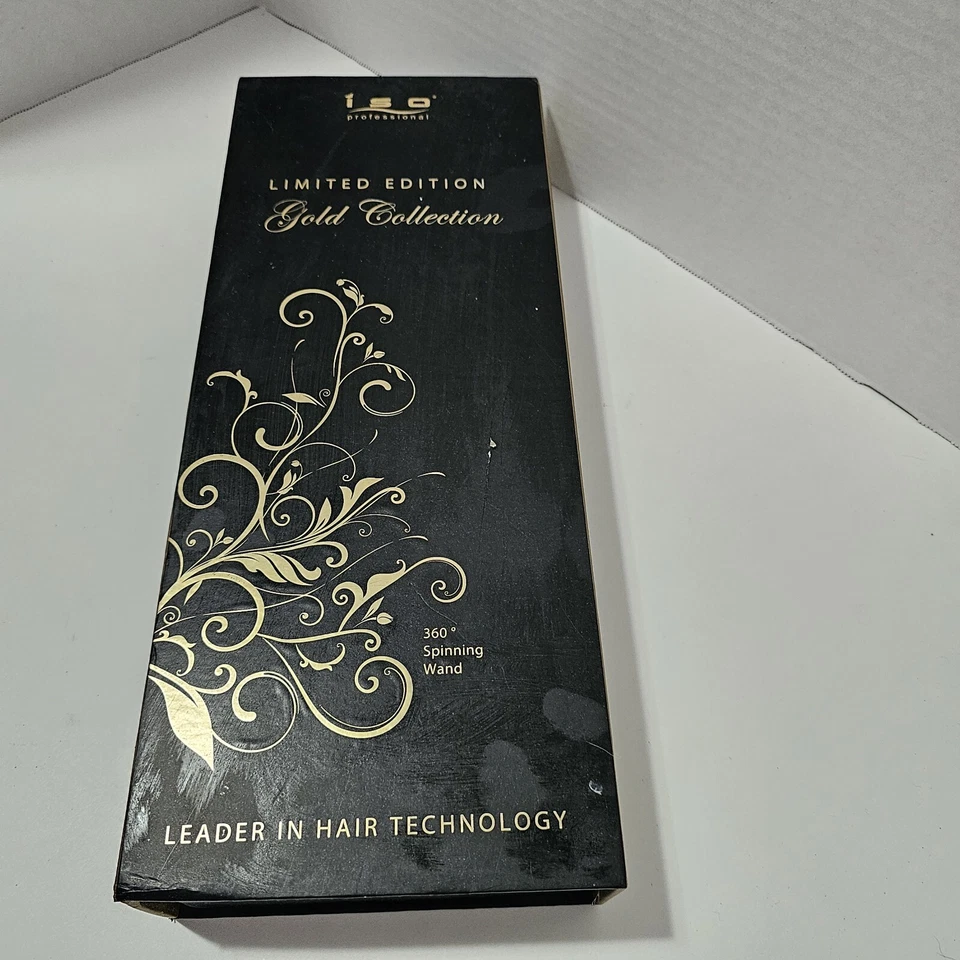 iso
professional
LIMITED EDITION
Gold Collection
360°
Spinning
Wand
LEADER IN HAIR TECHNOLOGY